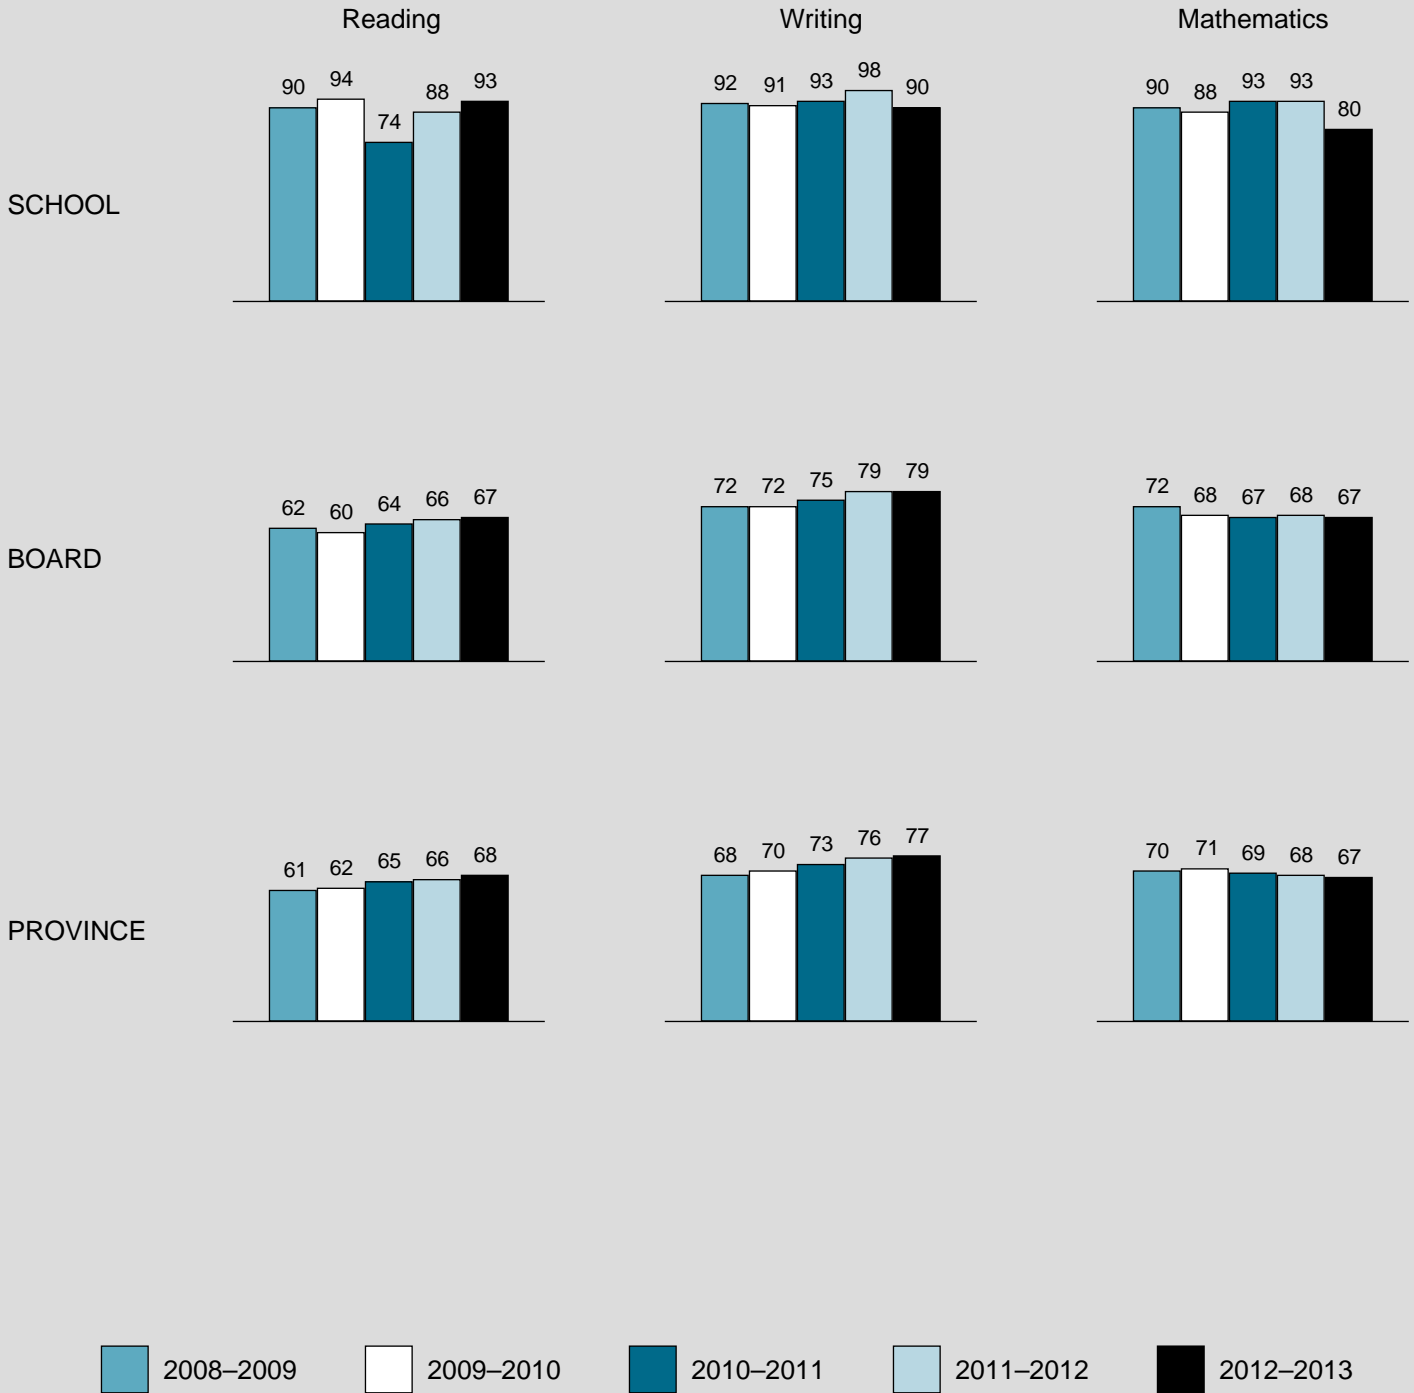 Reading Writing Mathematics
SCHOOL
90 94 74 88 93
92 91 93 98 90
90 88 93 93 80
BOARD
62 60 64 66 67
72 72 75 79 79
72 68 67 68 67
PROVINCE
61 62 65 66 68
68 70 73 76 77
70 71 69 68 67
2008–2009 2009–2010 2010–2011 2011–2012 2012–2013